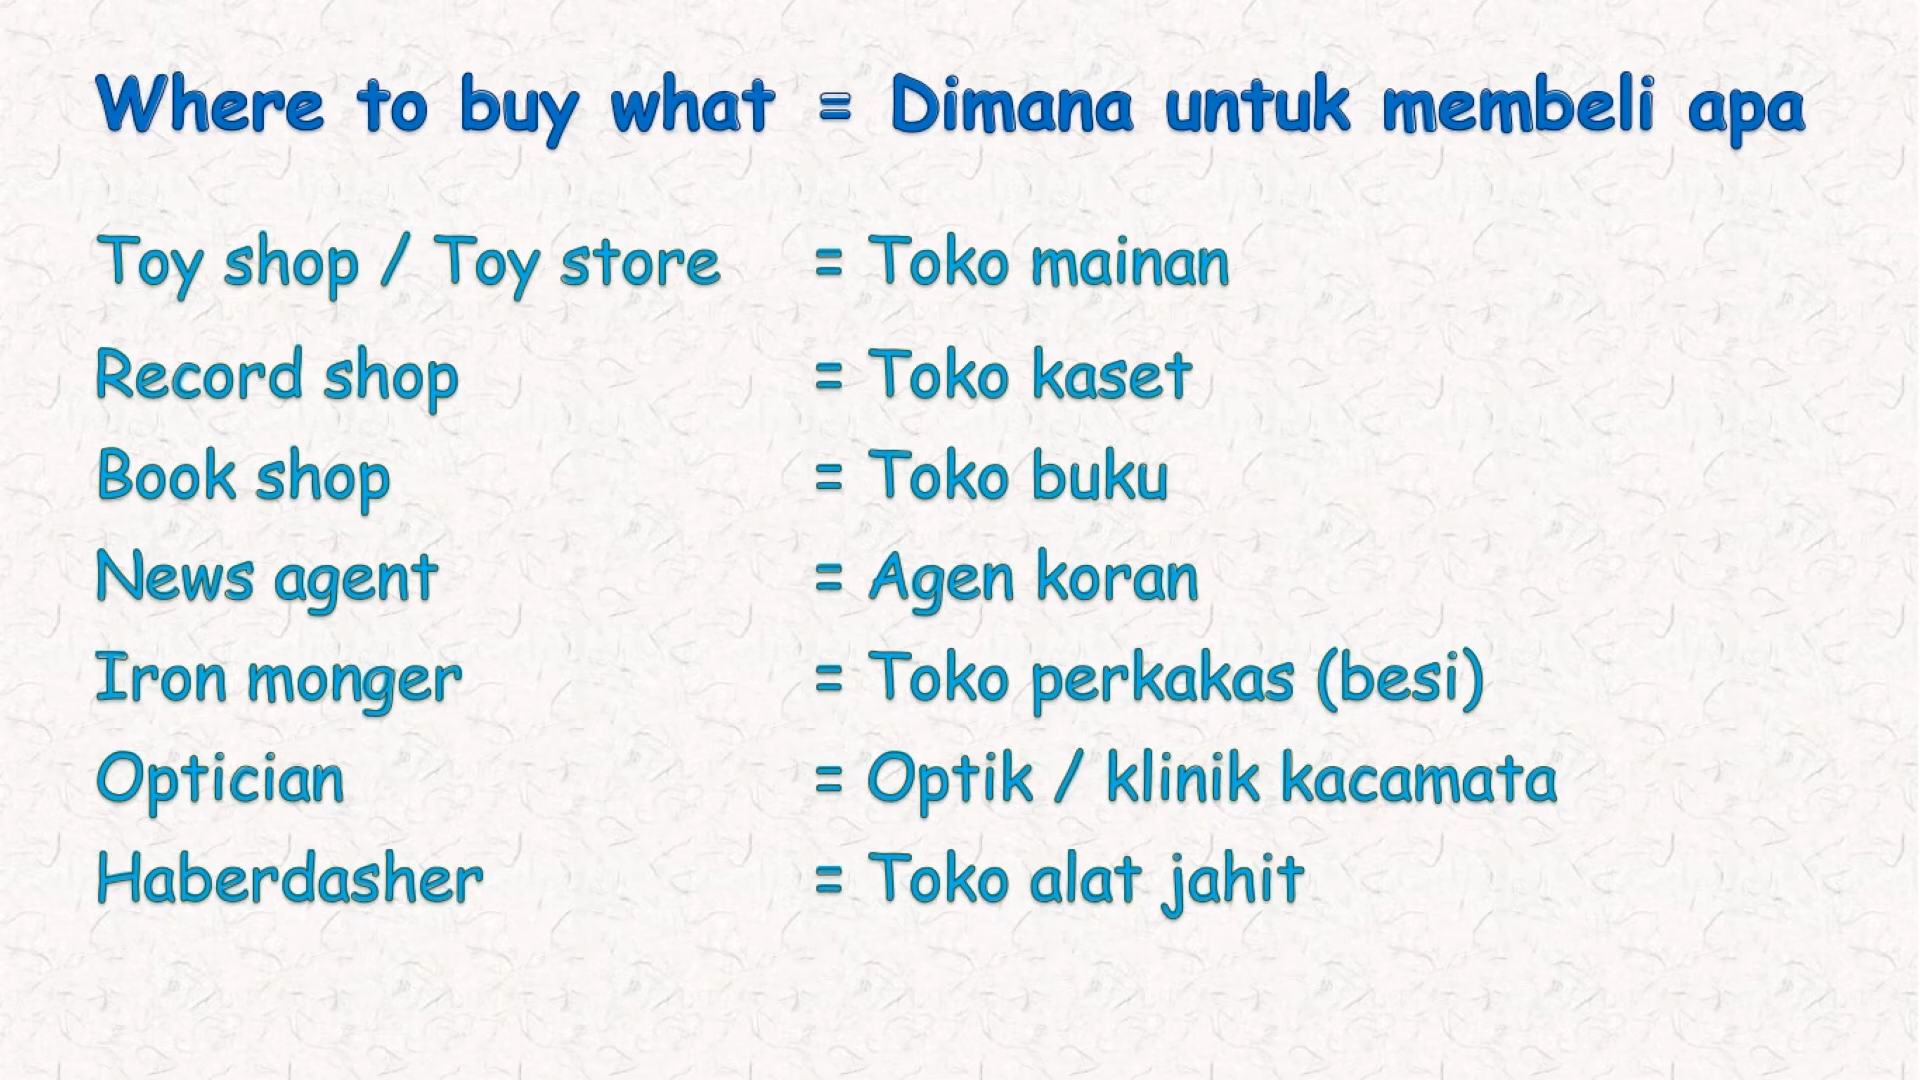 Where to buy what = Dimana untuk membeli apa
Toy shop / Toy store = Toko mainan
Record shop = Toko kaset
Book shop = Toko buku
News agent = Agen koran
Iron monger = Toko perkakas (besi)
Optician = Optik / klinik kacamata
Haberdasher = Toko alat jahit